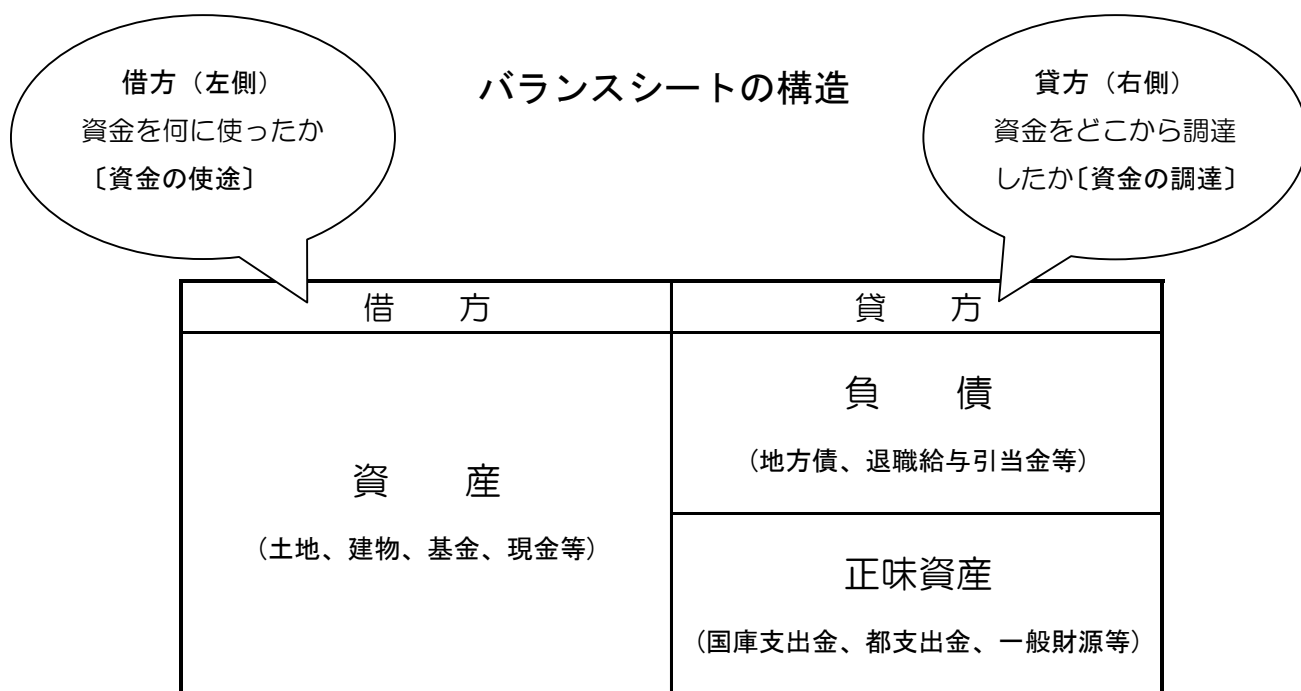 バランスシートの構造
借方（左側）
資金を何に使ったか
〔資金の使途〕
貸方（右側）
資金をどこから調達
したか〔資金の調達〕
借　方
貸　方
資　産
（土地、建物、基金、現金等）
負　債
（地方債、退職給与引当金等）
正味資産
（国庫支出金、都支出金、一般財源等）